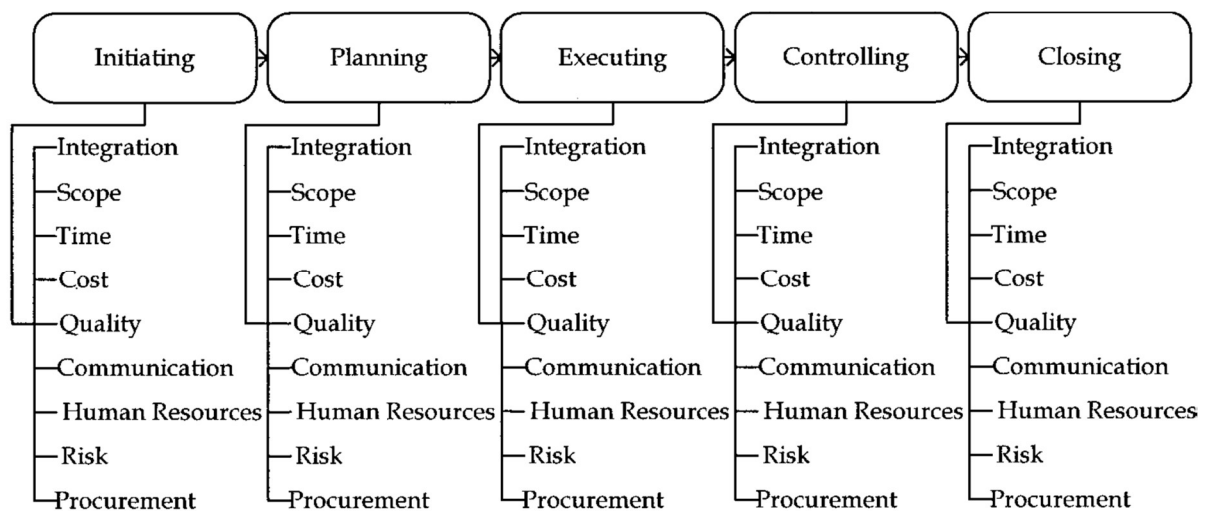 Initiating
Planning
Executing
Controlling
Closing
Integration
Scope
Time
Cost
Quality
Communication
Human Resources
Risk
Procurement
Integration
Scope
Time
Cost
Quality
Communication
Human Resources
Risk
Procurement
Integration
Scope
Time
Cost
Quality
Communication
Human Resources
Risk
Procurement
Integration
Scope
Time
Cost
Quality
Communication
Human Resources
Risk
Procurement
Integration
Scope
Time
Cost
Quality
Communication
Human Resources
Risk
Procurement